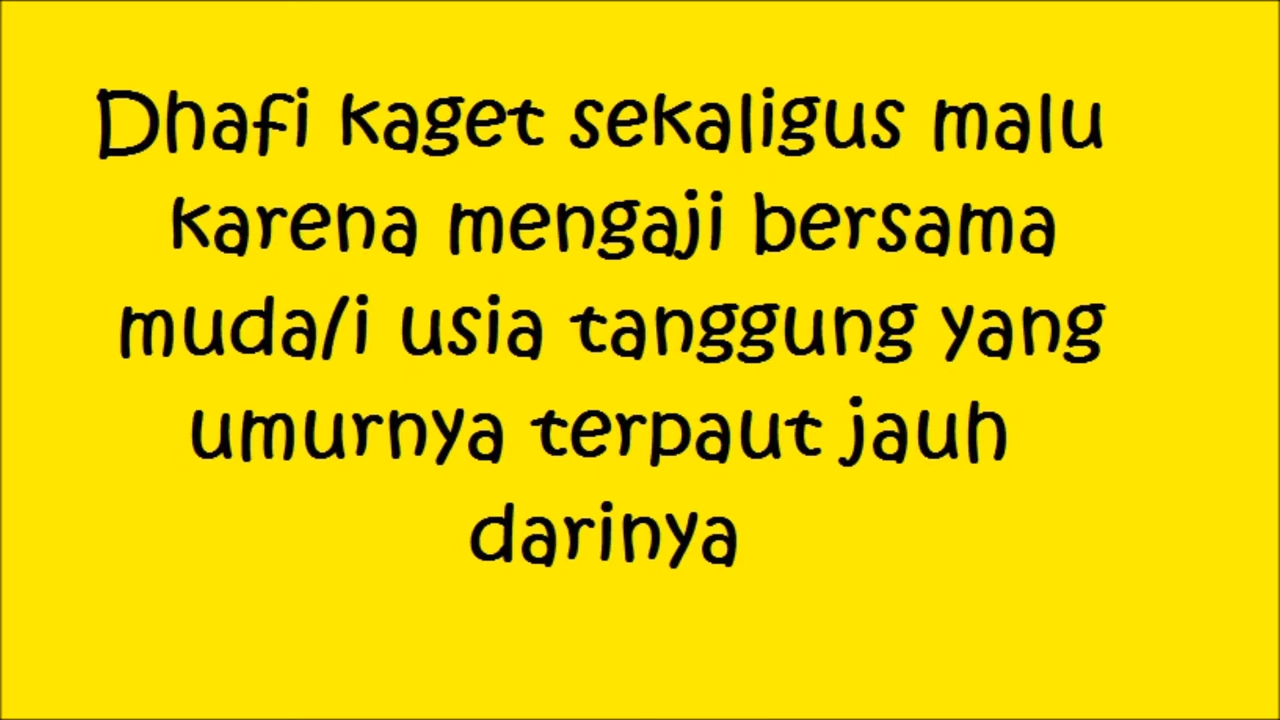 Dhafi kaget sekaligus malu
karena mengaji bersama
muda/i usia tanggung yang
umurnya terpaut jauh
darinya